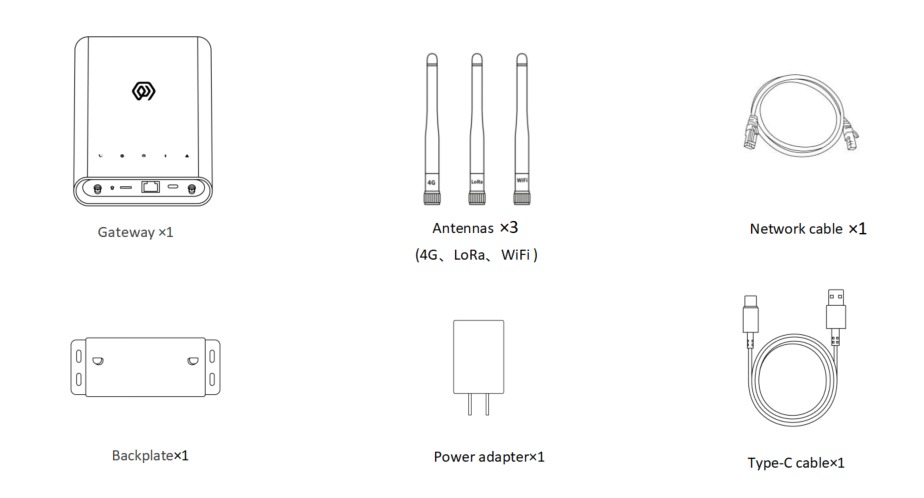 4G
LoRa
WiFi
Gateway ×1
Antennas ×3
(4G、LoRa、WiFi )
Network cable ×1
Backplate×1
Power adapter×1
Type-C cable×1